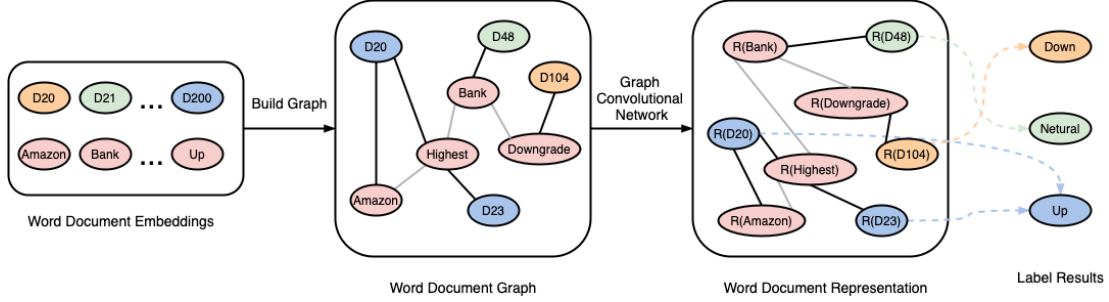 D20 D21 ... D200
Amazon Bank ... Up
Word Document Embeddings
Build Graph
D20
D48
D104
Bank
Highest
Downgrade
Amazon
D23
Word Document Graph
Graph
Convolutional
Network
R(Bank)
R(D48)
R(Downgrade)
R(D20)
R(D104)
R(Highest)
R(Amazon)
R(D23)
Word Document Representation
Down
Netural
Up
Label Results